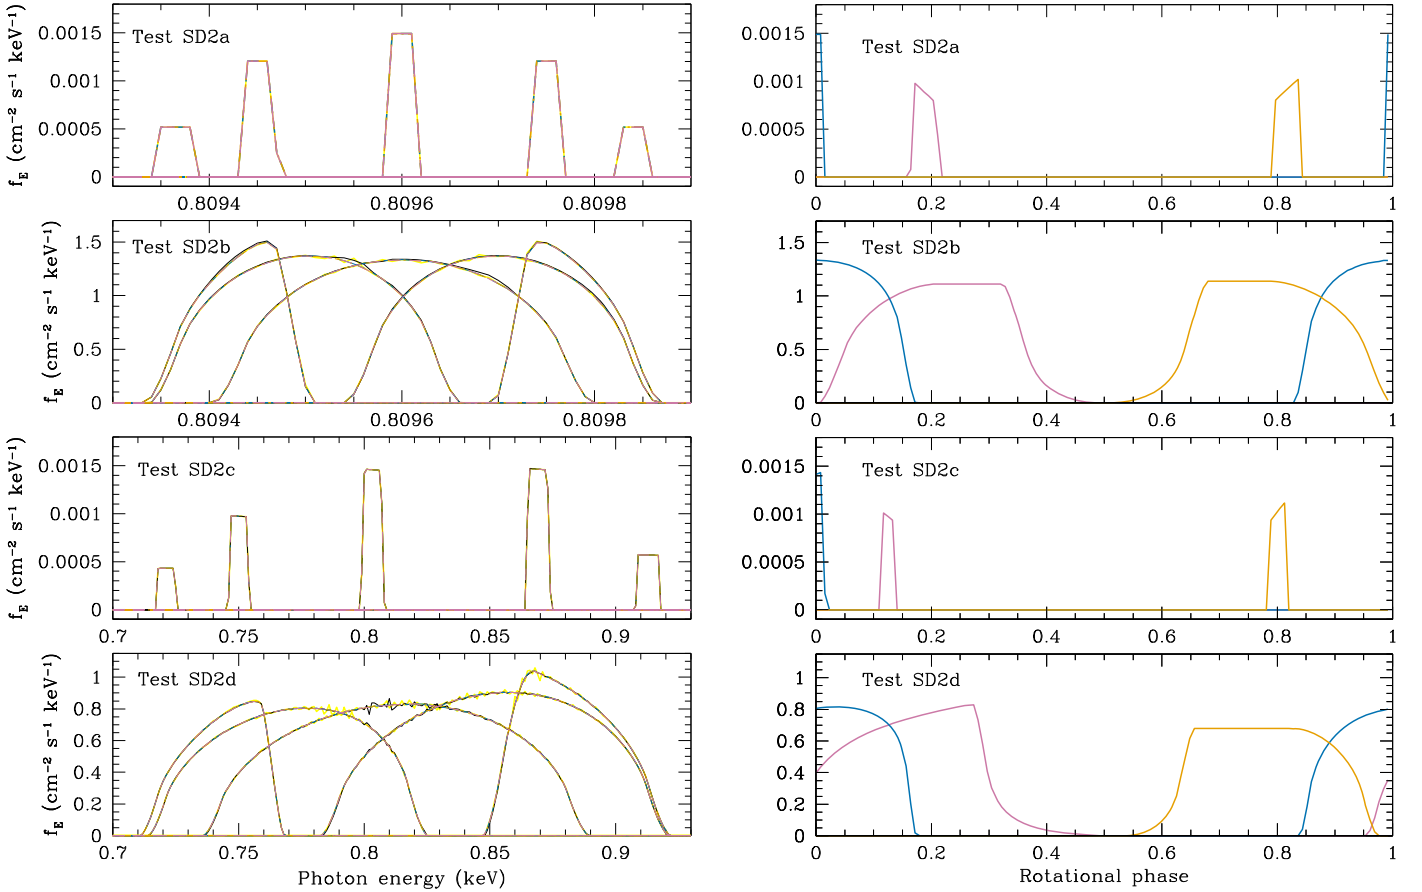 Test SD2a
f_E (cm⁻² s⁻¹ keV⁻¹)
0.0015
0.001
0.0005
0
0.8094 0.8096 0.8098
Test SD2a
0.0015
0.001
0.0005
0
0 0.2 0.4 0.6 0.8 1
Test SD2b
f_E (cm⁻² s⁻¹ keV⁻¹)
1.5
1
0.5
0
0.8094 0.8096 0.8098
Test SD2b
1.5
1
0.5
0
0 0.2 0.4 0.6 0.8 1
Test SD2c
f_E (cm⁻² s⁻¹ keV⁻¹)
0.0015
0.001
0.0005
0
0.7 0.75 0.8 0.85 0.9
Test SD2c
0.0015
0.001
0.0005
0
0 0.2 0.4 0.6 0.8 1
Test SD2d
f_E (cm⁻² s⁻¹ keV⁻¹)
1
0.8
0.6
0.4
0.2
0
0.7 0.75 0.8 0.85 0.9
Photon energy (keV)
Test SD2d
1
0.8
0.6
0.4
0.2
0
0 0.2 0.4 0.6 0.8 1
Rotational phase